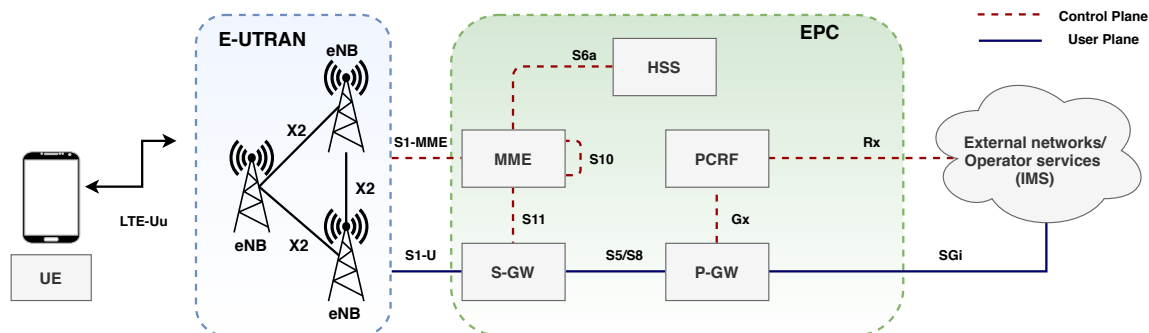 Control Plane
User Plane
E-UTRAN
EPC
eNB
S6a
HSS
X2
S1-MME
MME
S10
PCRF
Rx
External networks/
Operator services
(IMS)
X2
LTE-Uu
eNB
X2
S11
Gx
UE
S1-U
S-GW
S5/S8
P-GW
SGi
eNB